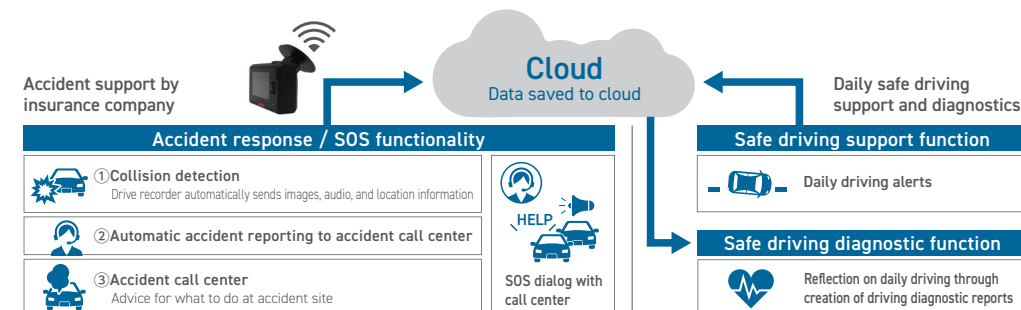 Accident support by
insurance company
Cloud
Data saved to cloud
Daily safe driving
support and diagnostics
Accident response / SOS functionality
①Collision detection
Drive recorder automatically sends images, audio, and location information
②Automatic accident reporting to accident call center
③Accident call center
Advice for what to do at accident site
HELP
SOS dialog with
call center
Safe driving support function
Daily driving alerts
Safe driving diagnostic function
Reflection on daily driving through
creation of driving diagnostic reports